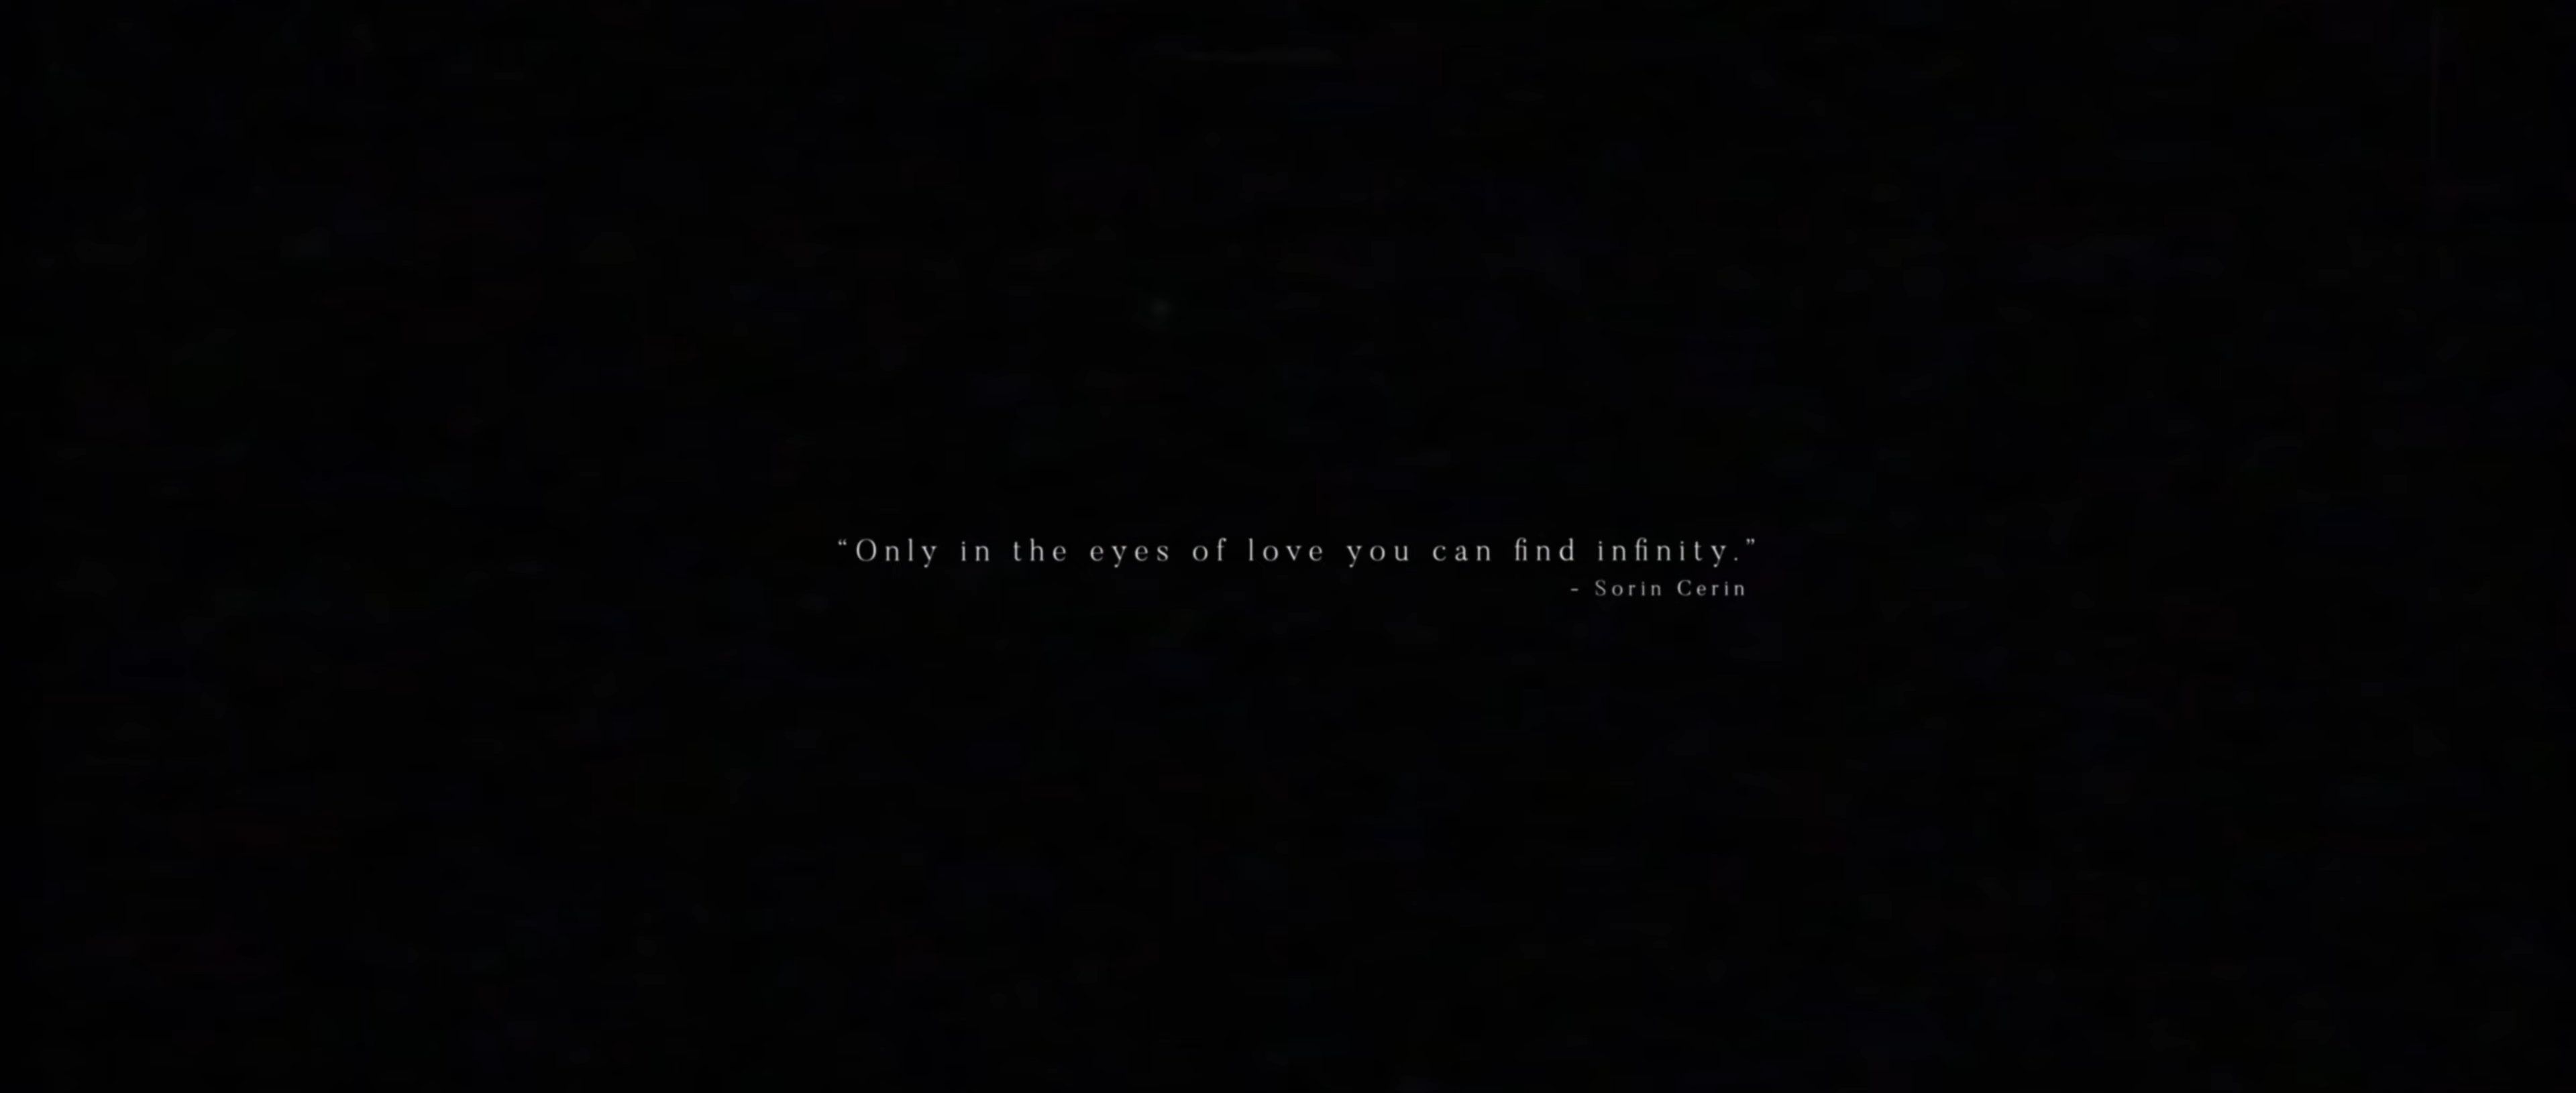 “Only in the eyes of love you can find infinity.”
- Sorin Cerin